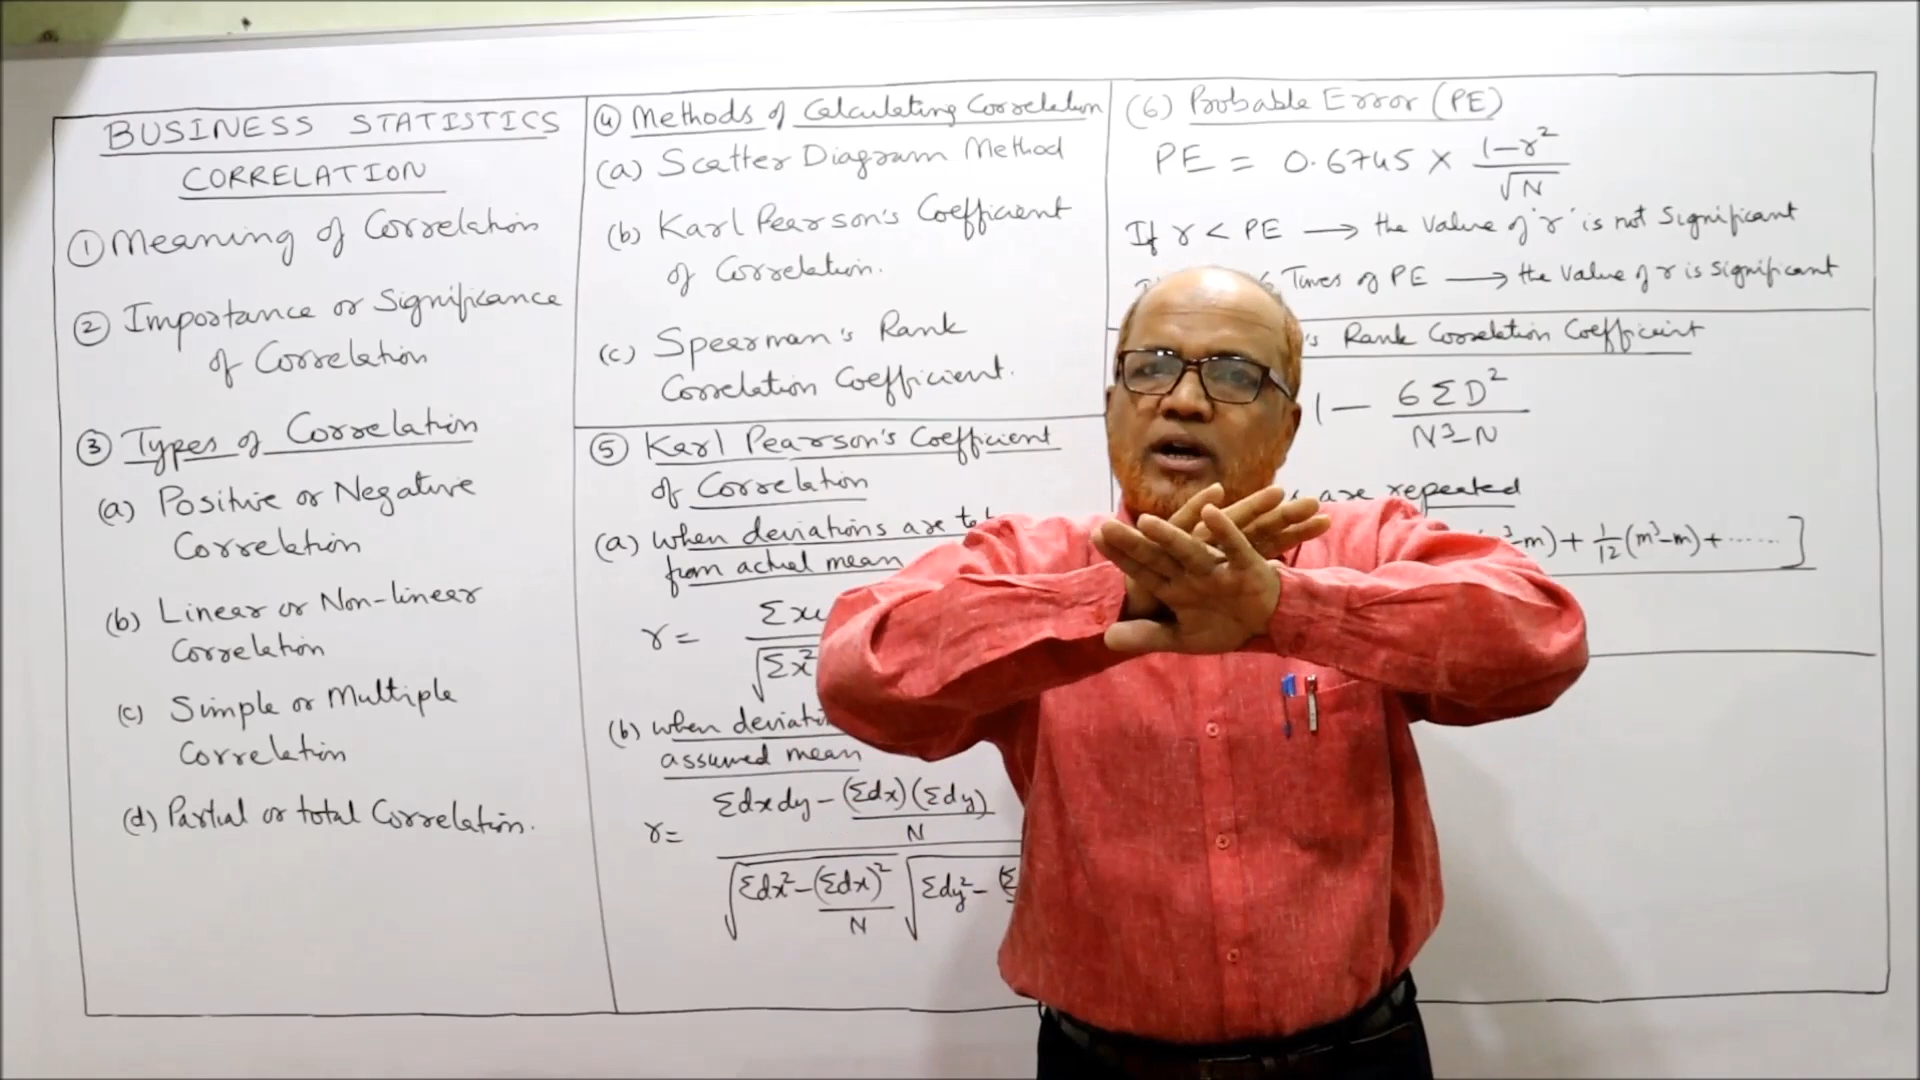 BUSINESS STATISTICS
CORRELATION
① Meaning of Correlation
② Importance or Significance
of Correlation
③ Types of Correlation
(a) Positive or Negative
Correlation
(b) Linear or Non-linear
Correlation
(c) Simple or Multiple
Correlation
(d) Partial or total Correlation.
④ Methods of Calculating Correlation
(a) Scatter Diagram Method
(b) Karl Pearson's Coefficient
of Correlation.
(c) Spearman's Rank
Correlation Coefficient.
⑤ Karl Pearson's Coefficient
of Correlation
(a) when deviations are
from actual mean
r = Σx
√Σx²
(b) when
assumed mean
r = Σdxdy - (Σdx)(Σdy)
N
√Σdx² - (Σdx)² √Σdy² - (Σ
N
(6) Probable Error (PE)
PE = 0.6745 × 1-r²
√N
If r < PE → the Value of 'r' is not Significant
6 Times of PE → the Value of r is Significant
's Rank Correlation Coefficient
1 - 6ΣD²
N³-N
are repeated
³-m) + 1/12 (m³-m) + ......]